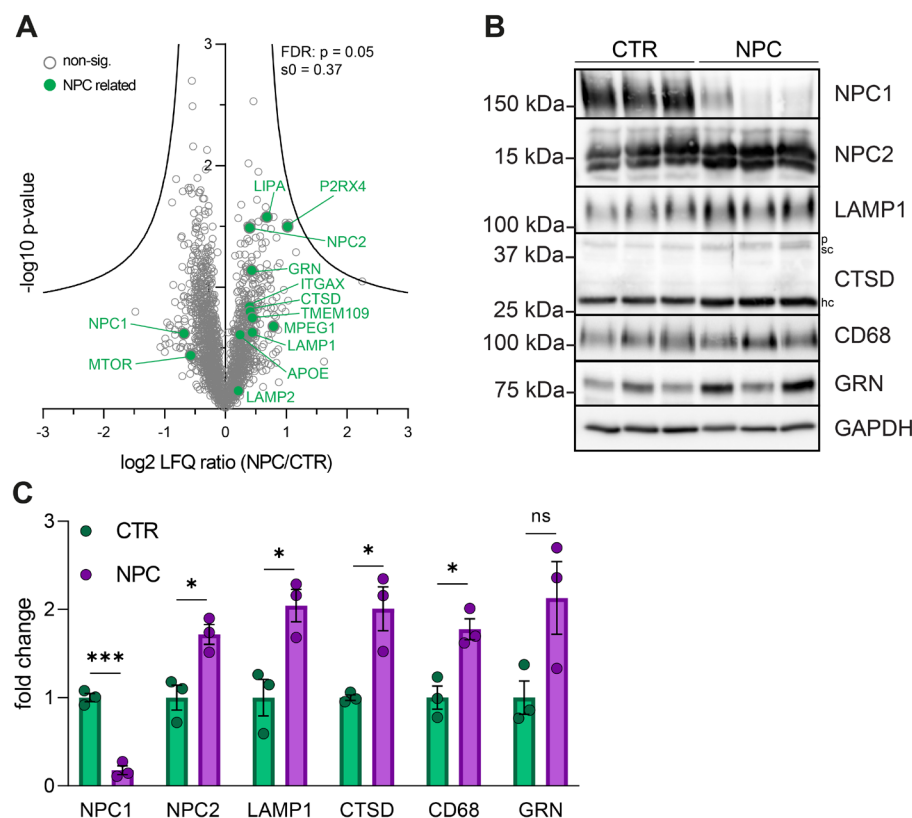 A
non-sig.
NPC related
FDR: p = 0.05
s0 = 0.37
3
2
1
-log10 p-value
LIPA
P2RX4
NPC2
GRN
ITGAX
CTSD
TMEM109
MPEG1
LAMP1
APOE
LAMP2
NPC1
MTOR
-3
-2
-1
0
1
2
3
log2 LFQ ratio (NPC/CTR)
B
CTR NPC
150 kDa NPC1
15 kDa NPC2
100 kDa LAMP1
37 kDa
p
sc
CTSD
25 kDa hc
100 kDa CD68
75 kDa GRN
GAPDH
C
fold change
3
2
1
0
CTR
NPC
***
*
*
*
*
ns
NPC1 NPC2 LAMP1 CTSD CD68 GRN